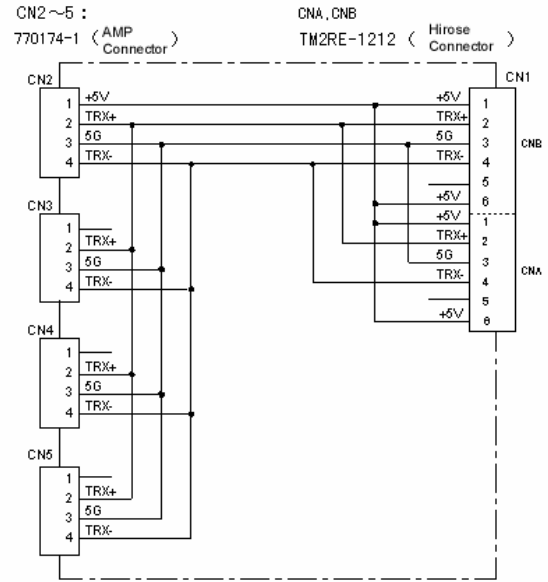 CN2～5 :
770174-1 (AMP Connector)
CNA, CNB
TM2RE-1212 (Hirose Connector)
CN2
1 +5V
2 TRX+
3 5G
4 TRX-
CN3
1
2 TRX+
3 5G
4 TRX-
CN4
1
2 TRX+
3 5G
4 TRX-
CN5
1
2 TRX+
3 5G
4 TRX-
CN1
+5V 1
TRX+ 2
5G 3
TRX- 4
5
+5V 6
CNB
+5V 1
TRX+ 2
5G 3
TRX- 4
5
+5V 6
CNA